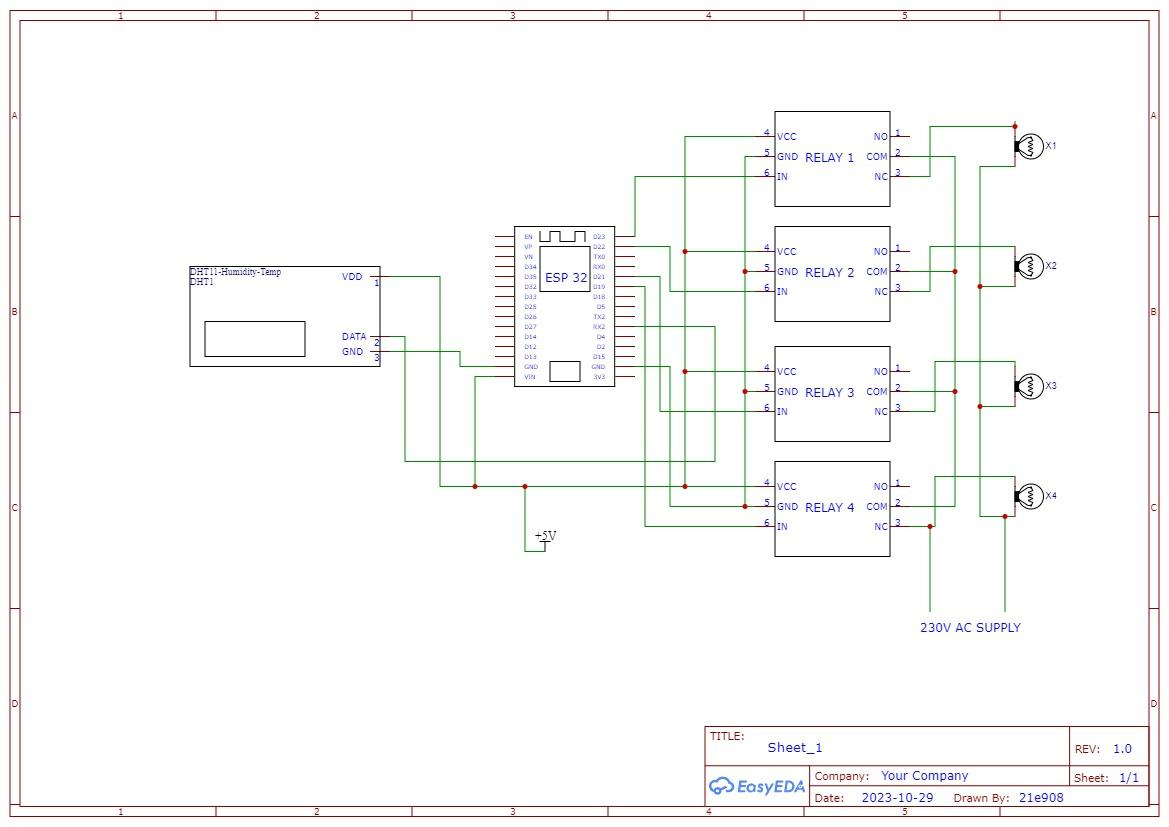 1 2 3 4 5
A A
B B
C C
D D
DHT11-Humidity-Temp
DHT1
VDD 1
DATA 2
GND 3
ESP 32
EN D23
VP D22
VN TX0
D34 RX0
D35 D21
D32 D19
D33 D18
D25 D5
D26 TX2
D27 RX2
D14 D4
D12 D2
D13 D15
GND GND
VIN 3V3
+5V
4 VCC NO 1
5 GND RELAY 1 COM 2
6 IN NC 3
X1
4 VCC NO 1
5 GND RELAY 2 COM 2
6 IN NC 3
X2
4 VCC NO 1
5 GND RELAY 3 COM 2
6 IN NC 3
X3
4 VCC NO 1
5 GND RELAY 4 COM 2
6 IN NC 3
X4
230V AC SUPPLY
TITLE:
Sheet_1
REV: 1.0
EasyEDA
Company: Your Company
Sheet: 1/1
Date: 2023-10-29 Drawn By: 21e908
1 2 3 4 5